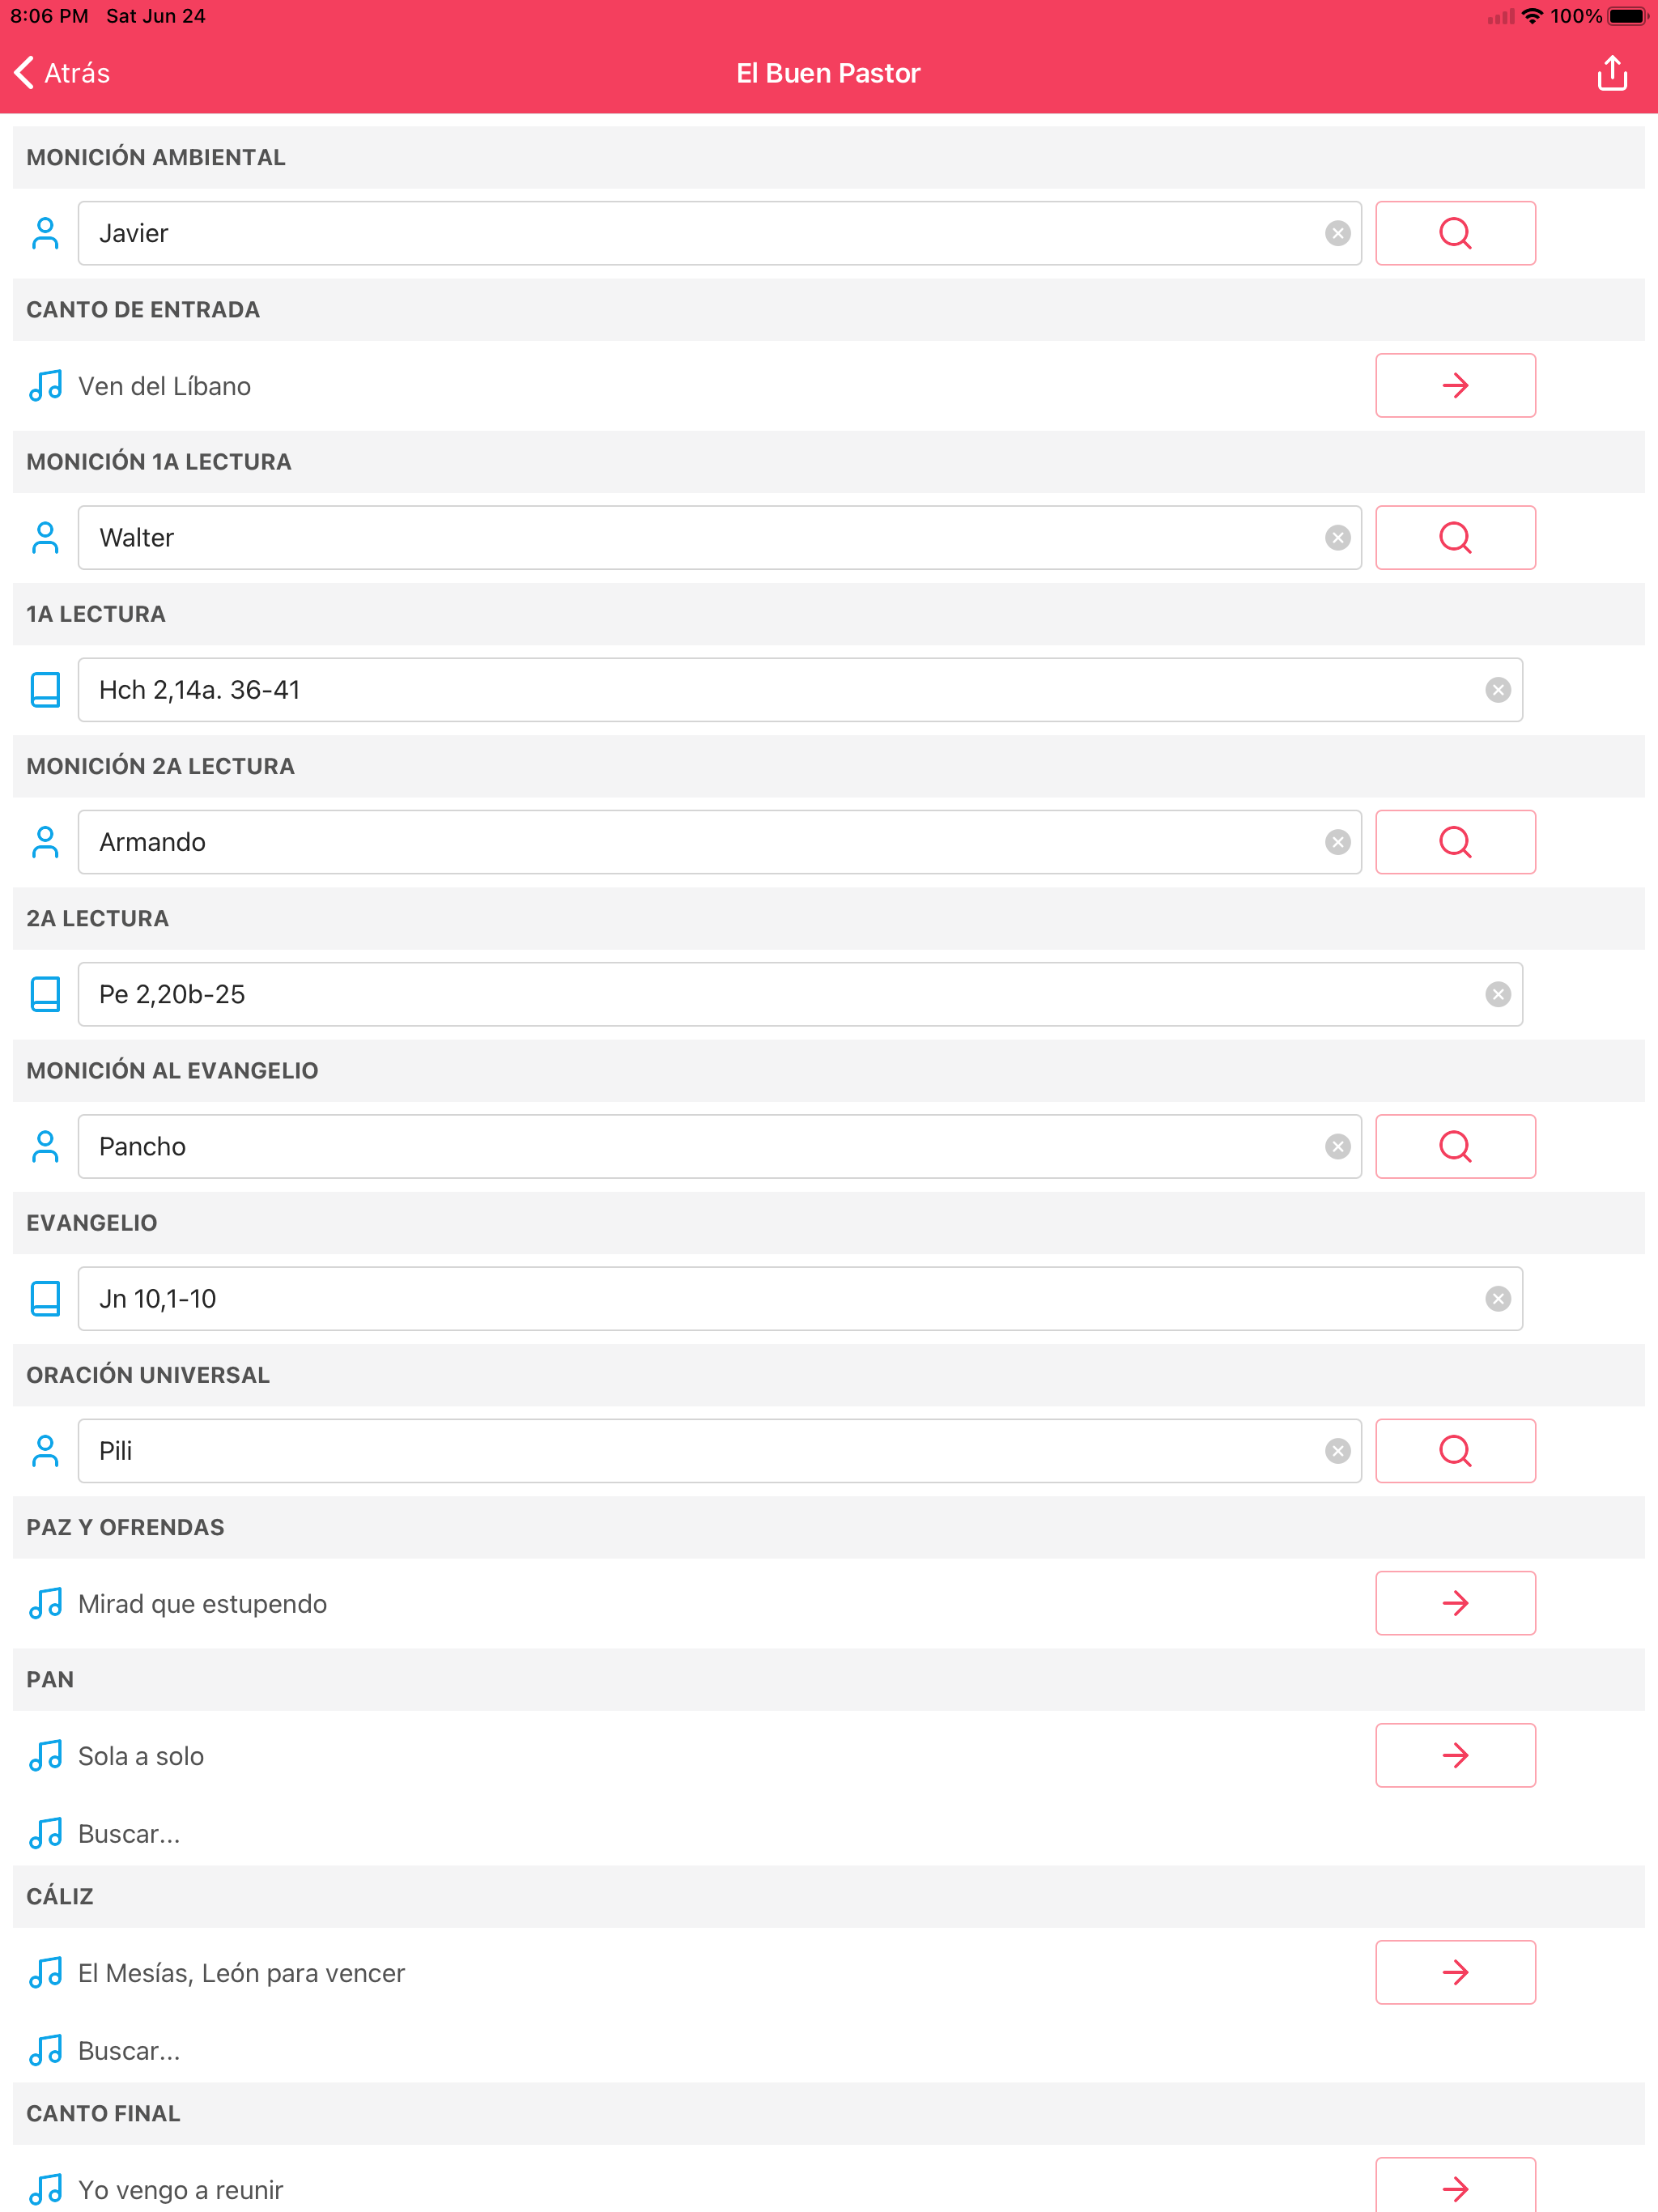 8:06 PM Sat Jun 24 100%
Atrás El Buen Pastor
MONICIÓN AMBIENTAL
Javier
CANTO DE ENTRADA
Ven del Líbano
MONICIÓN 1A LECTURA
Walter
1A LECTURA
Hch 2,14a. 36-41
MONICIÓN 2A LECTURA
Armando
2A LECTURA
Pe 2,20b-25
MONICIÓN AL EVANGELIO
Pancho
EVANGELIO
Jn 10,1-10
ORACIÓN UNIVERSAL
Pili
PAZ Y OFRENDAS
Mirad que estupendo
PAN
Sola a solo
Buscar...
CÁLIZ
El Mesías, León para vencer
Buscar...
CANTO FINAL
Yo vengo a reunir